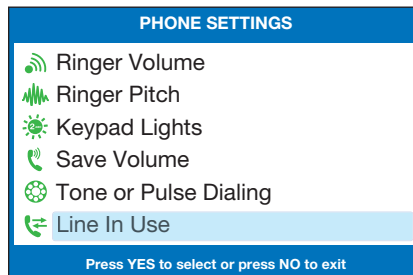 PHONE SETTINGS
Ringer Volume
Ringer Pitch
Keypad Lights
Save Volume
Tone or Pulse Dialing
Line In Use
Press YES to select or press NO to exit